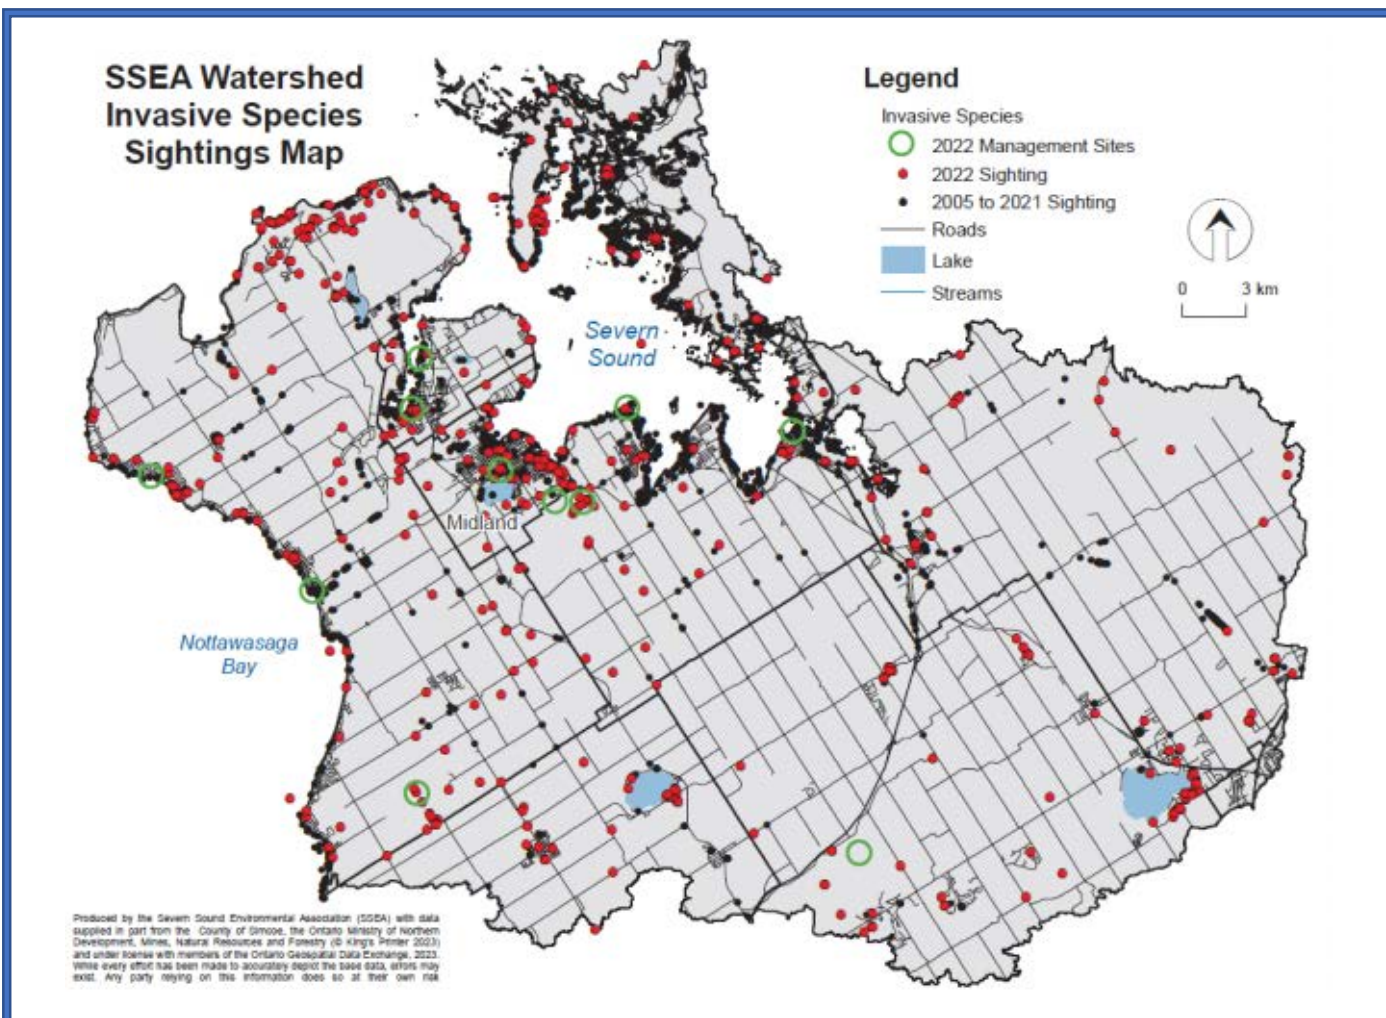 SSEA Watershed
Invasive Species
Sightings Map
Legend
Invasive Species
2022 Management Sites
2022 Sighting
2005 to 2021 Sighting
Roads
Lake
Streams
0 3 km
Severn
Sound
Midland
Nottawasaga
Bay
Produced by the Severn Sound Environmental Association (SSEA) with data
supplied in part from the County of Simcoe, the Ontario Ministry of Northern
Development, Mines, Natural Resources and Forestry (© King's Printer 2023)
and under license with members of the Ontario Geospatial Data Exchange, 2023.
While every effort has been made to accurately depict the base data, errors may
exist. Any party relying on this information does so at their own risk